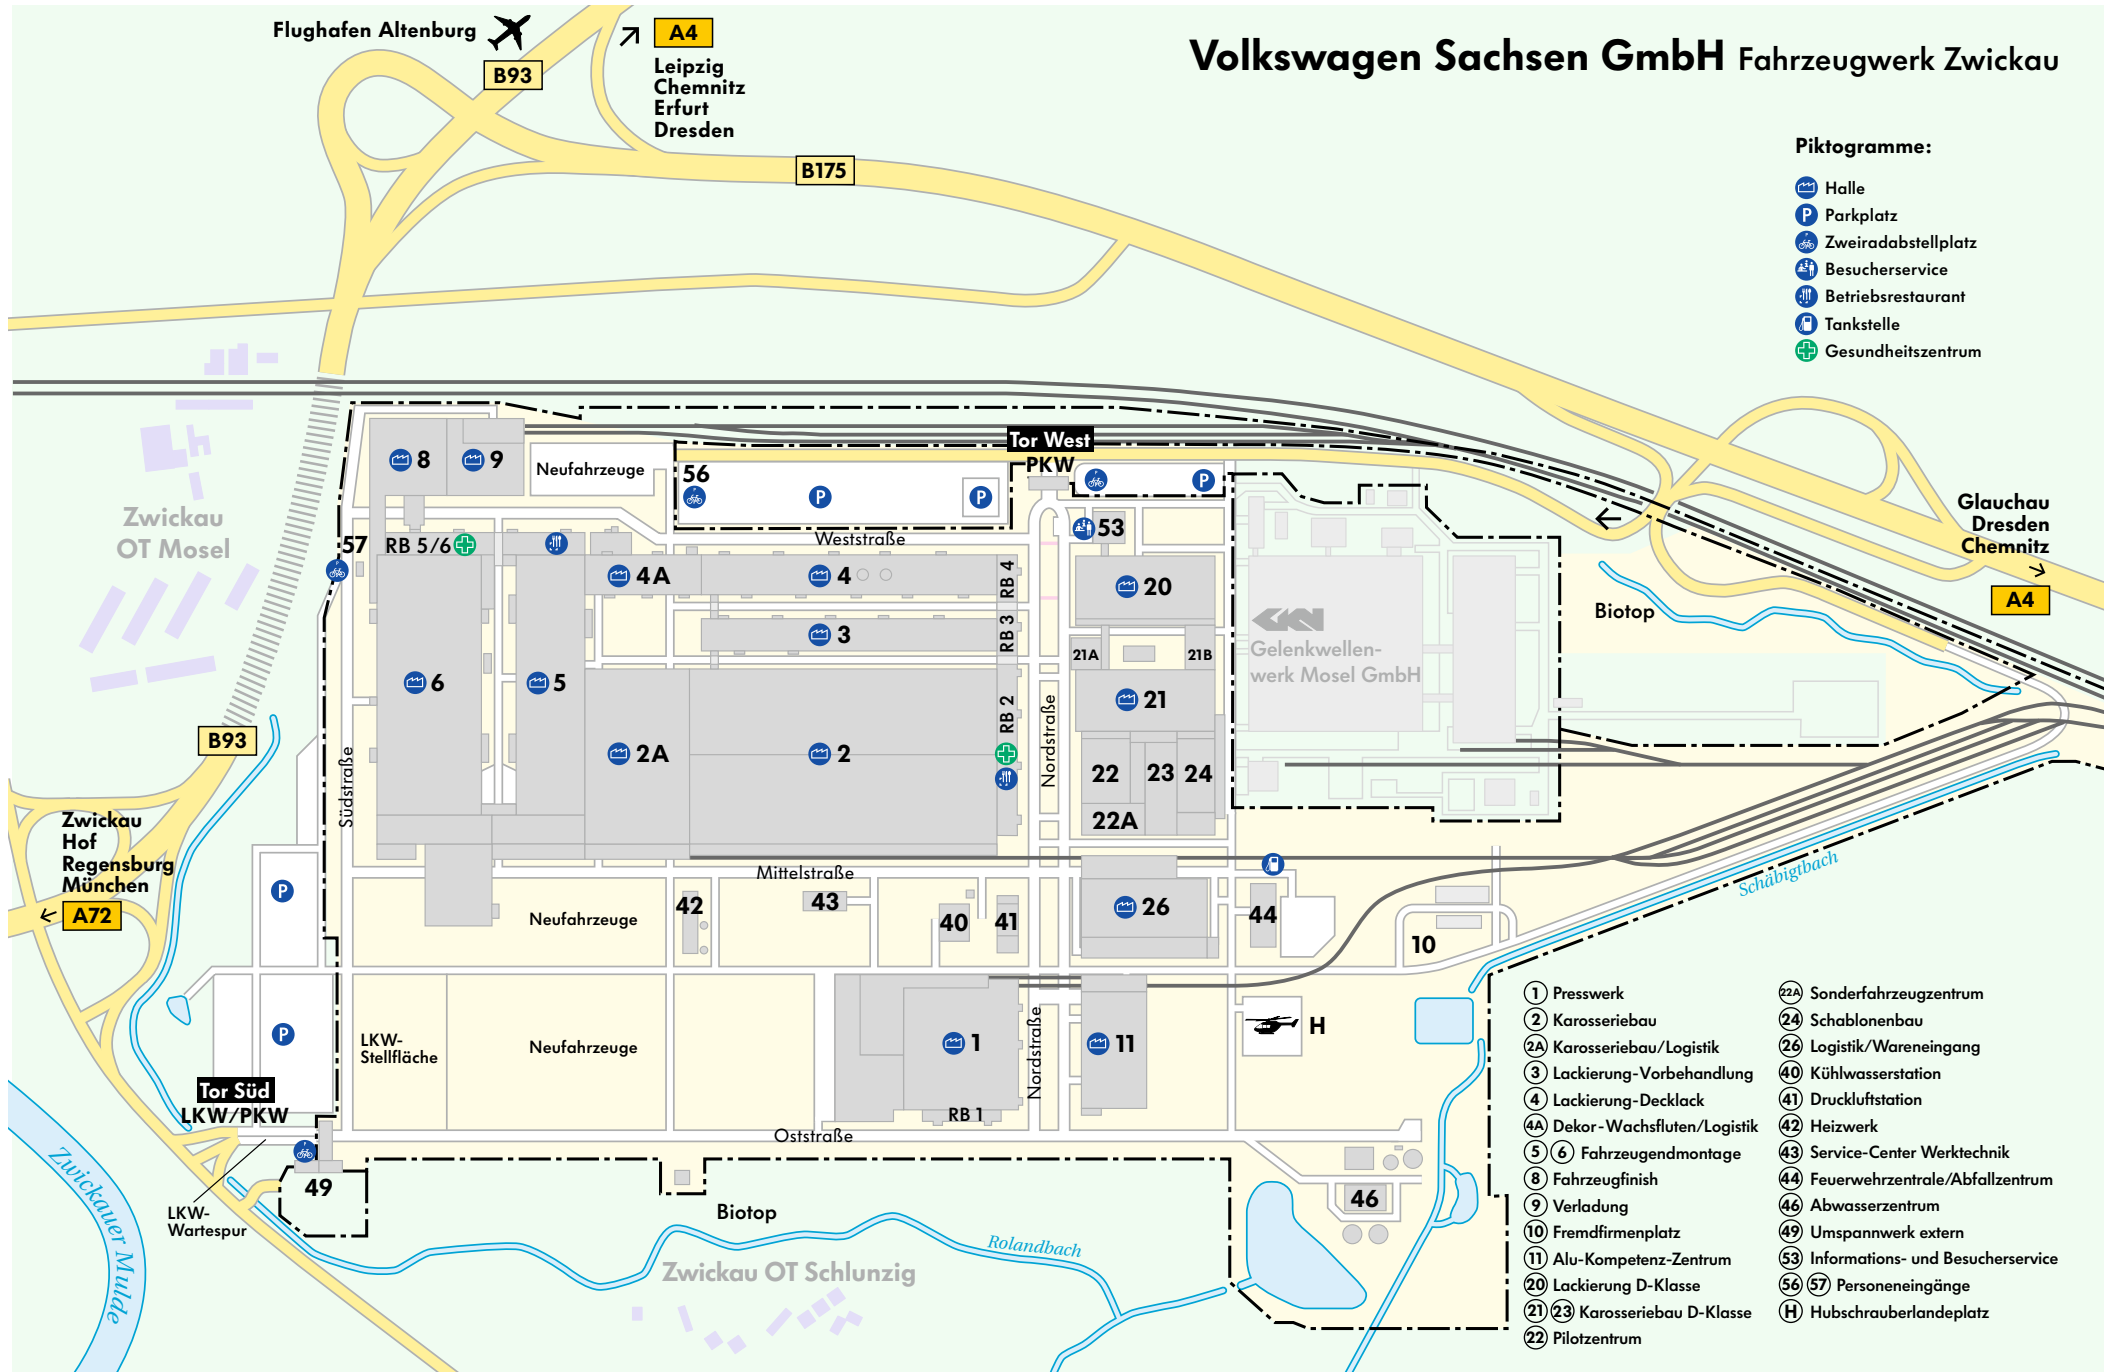 Volkswagen Sachsen GmbH Fahrzeugwerk Zwickau
Flughafen Altenburg
B93
A4
Leipzig
Chemnitz
Erfurt
Dresden
B175
Piktogramme:
Halle
P Parkplatz
Zweiradabstellplatz
Besucherservice
Betriebsrestaurant
Tankstelle
Gesundheitszentrum
Zwickau
OT Mosel
Tor West
PKW
8
9
Neufahrzeuge
56
P
P
P
Glauchau
Dresden
Chemnitz
A4
57
RB 5/6
Weststraße
53
4A
4
RB 4
20
Biotop
3
RB 3
21A
21B
GKN
Gelenkwellen-
werk Mosel GmbH
6
5
RB 2
21
B93
Südstraße
2A
2
Nordstraße
22
23
24
22A
Zwickau
Hof
Regensburg
München
A72
P
Mittelstraße
Neufahrzeuge
42
43
40
41
26
44
10
Schäbigtbach
P
LKW-
Stellfläche
Neufahrzeuge
1
Nordstraße
11
H
RB 1
Tor Süd
LKW/PKW
Oststraße
49
LKW-
Wartespur
Biotop
46
Zwickauer Mulde
Rolandbach
Zwickau OT Schlunzig
1 Presswerk
2 Karosseriebau
2A Karosseriebau/Logistik
3 Lackierung-Vorbehandlung
4 Lackierung-Decklack
4A Dekor-Wachsfluten/Logistik
5 6 Fahrzeugendmontage
8 Fahrzeugfinish
9 Verladung
10 Fremdfirmenplatz
11 Alu-Kompetenz-Zentrum
20 Lackierung D-Klasse
21 23 Karosseriebau D-Klasse
22 Pilotzentrum
22A Sonderfahrzeugzentrum
24 Schablonenbau
26 Logistik/Wareneingang
40 Kühlwasserstation
41 Druckluftstation
42 Heizwerk
43 Service-Center Werktechnik
44 Feuerwehrzentrale/Abfallzentrum
46 Abwasserzentrum
49 Umspannwerk extern
53 Informations- und Besucherservice
56 57 Personeneingänge
H Hubschrauberlandeplatz